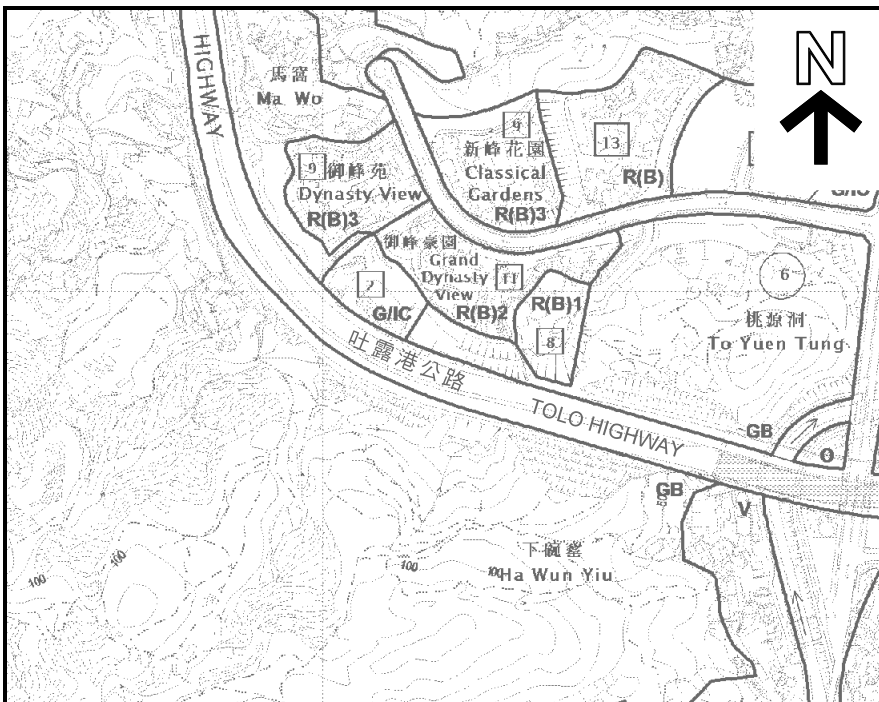 N
HIGHWAY
馬窩
Ma Wo
9
新峰花園
Classical
Gardens
R(B)3
13
R(B)
G/IC
9
御峰苑
Dynasty View
R(B)3
御峰豪園
Grand
Dynasty
View
11
R(B)2
7
G/IC
R(B)1
8
6
桃源洞
To Yuen Tung
吐露港公路
TOLO HIGHWAY
GB
O
GB
V
下碗窰
Ha Wun Yiu
100
100
100
100